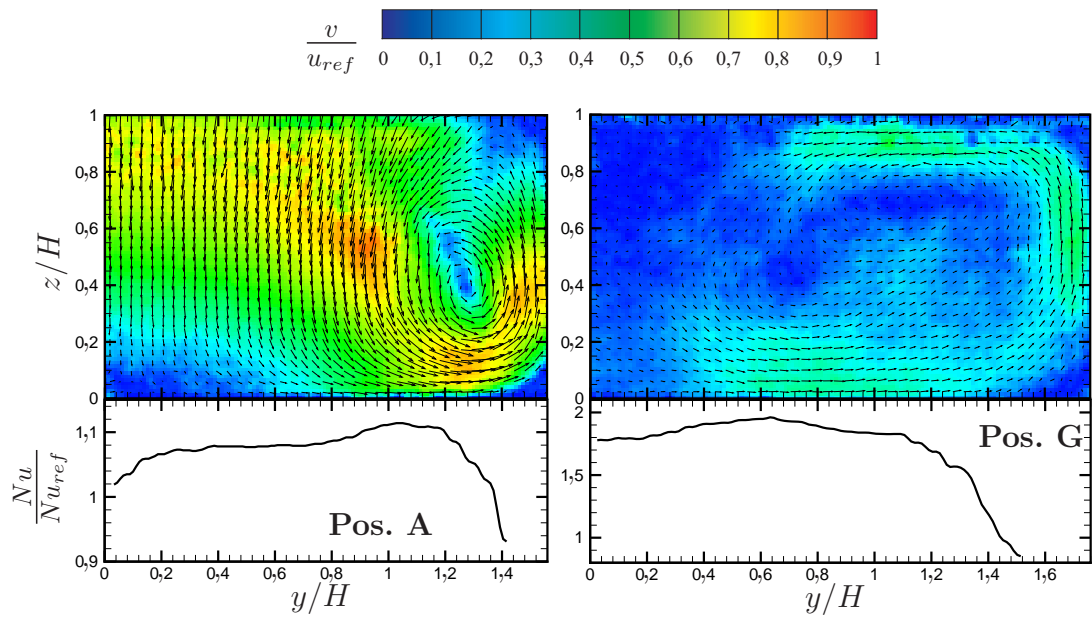 v
u_ref
0 0,1 0,2 0,3 0,4 0,5 0,6 0,7 0,8 0,9 1
z/H
1
0,8
0,6
0,4
0,2
0
1
0,8
0,6
0,4
0,2
0
Nu
Nu_ref
1,1
1
0,9
Pos. A
0 0,2 0,4 0,6 0,8 1 1,2 1,4
y/H
2
1,5
1
Pos. G
0 0,2 0,4 0,6 0,8 1 1,2 1,4 1,6
y/H